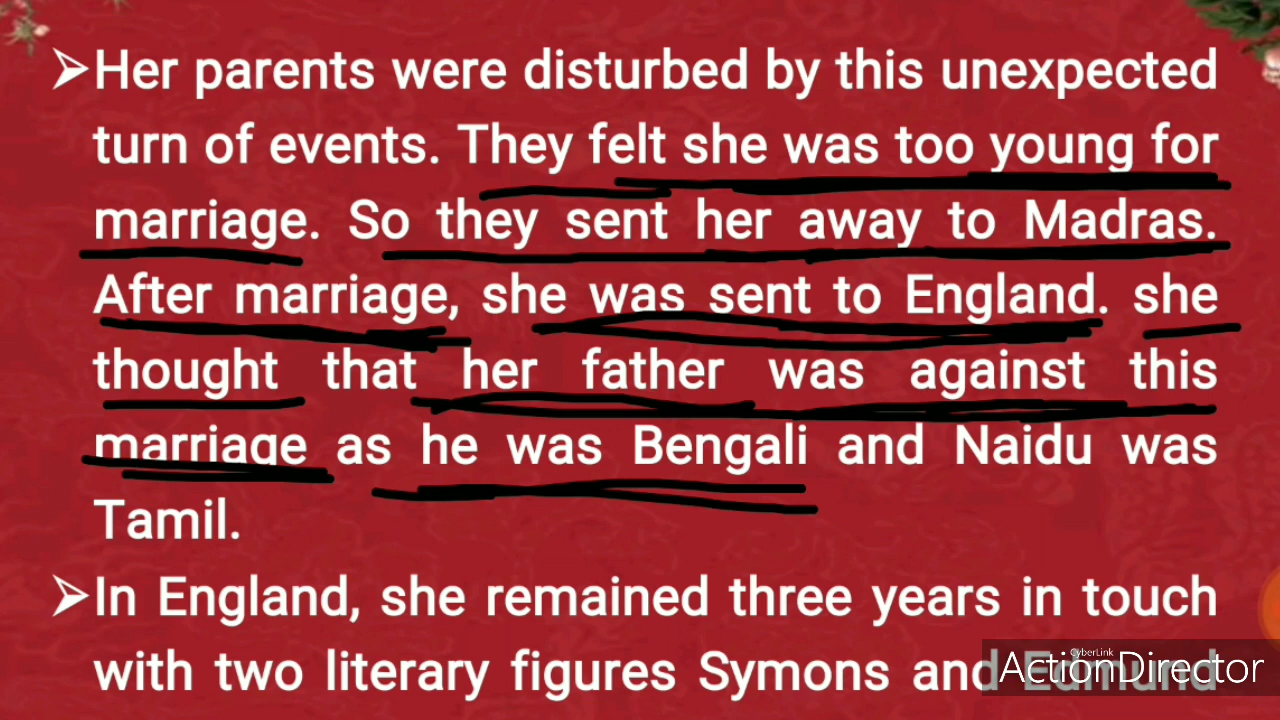 ➢Her parents were disturbed by this unexpected
turn of events. They felt she was too young for
marriage. So they sent her away to Madras.
After marriage, she was sent to England. she
thought that her father was against this
marriage as he was Bengali and Naidu was
Tamil.
➢In England, she remained three years in touch
with two literary figures Symons and Edmund
CyberLink
ActionDirector